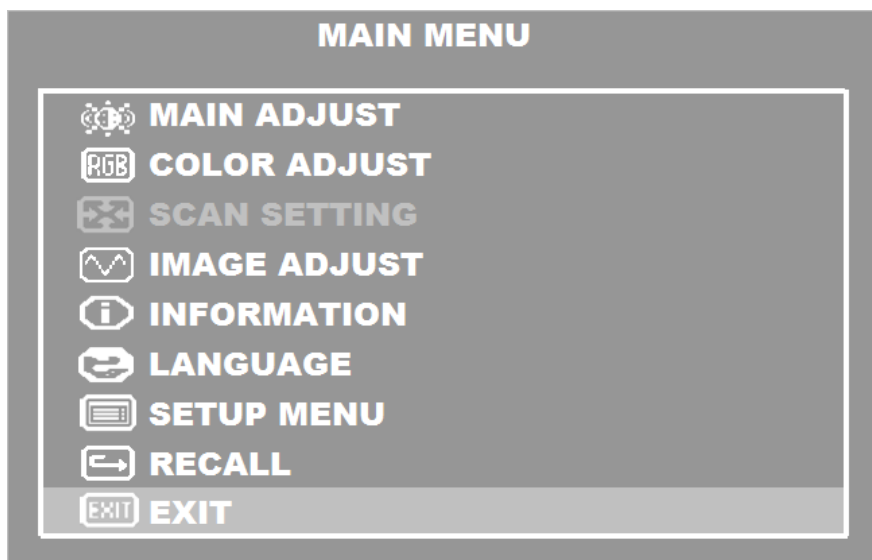 MAIN MENU
MAIN ADJUST
RGB COLOR ADJUST
SCAN SETTING
IMAGE ADJUST
i INFORMATION
LANGUAGE
SETUP MENU
RECALL
EXIT EXIT